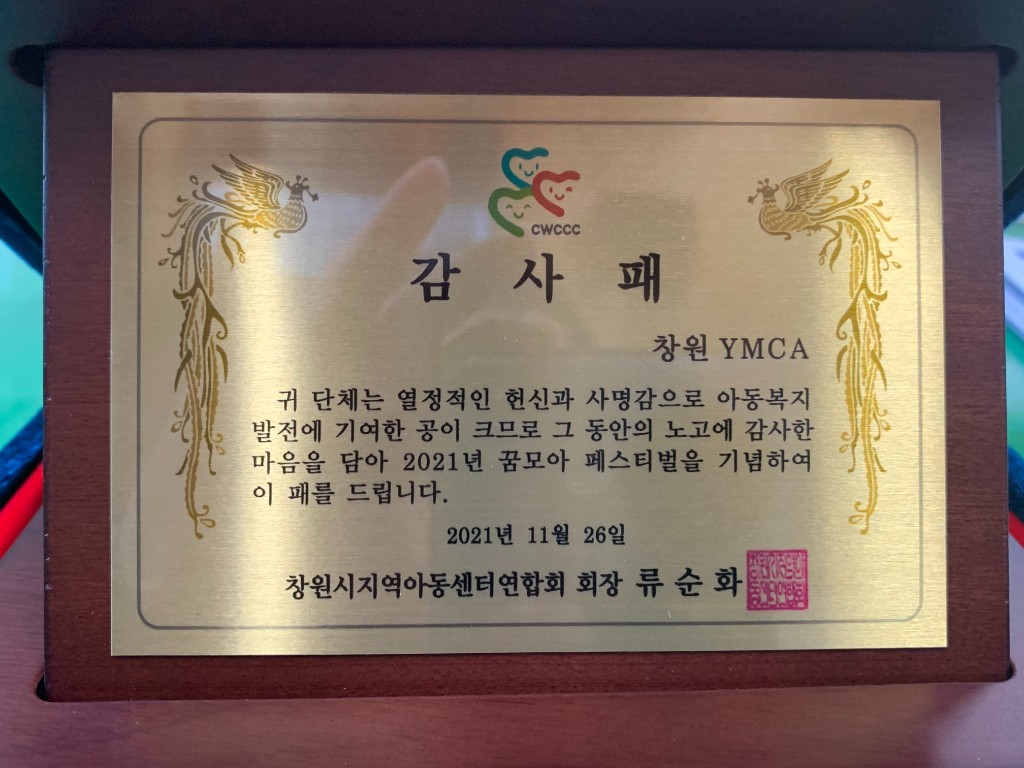 CWCCC
감 사 패
창원 YMCA
귀 단체는 열정적인 헌신과 사명감으로 아동복지
발전에 기여한 공이 크므로 그 동안의 노고에 감사한
마음을 담아 2021년 꿈모아 페스티벌을 기념하여
이 패를 드립니다.
2021년 11월 26일
창원시지역아동센터연합회 회장 류 순 화